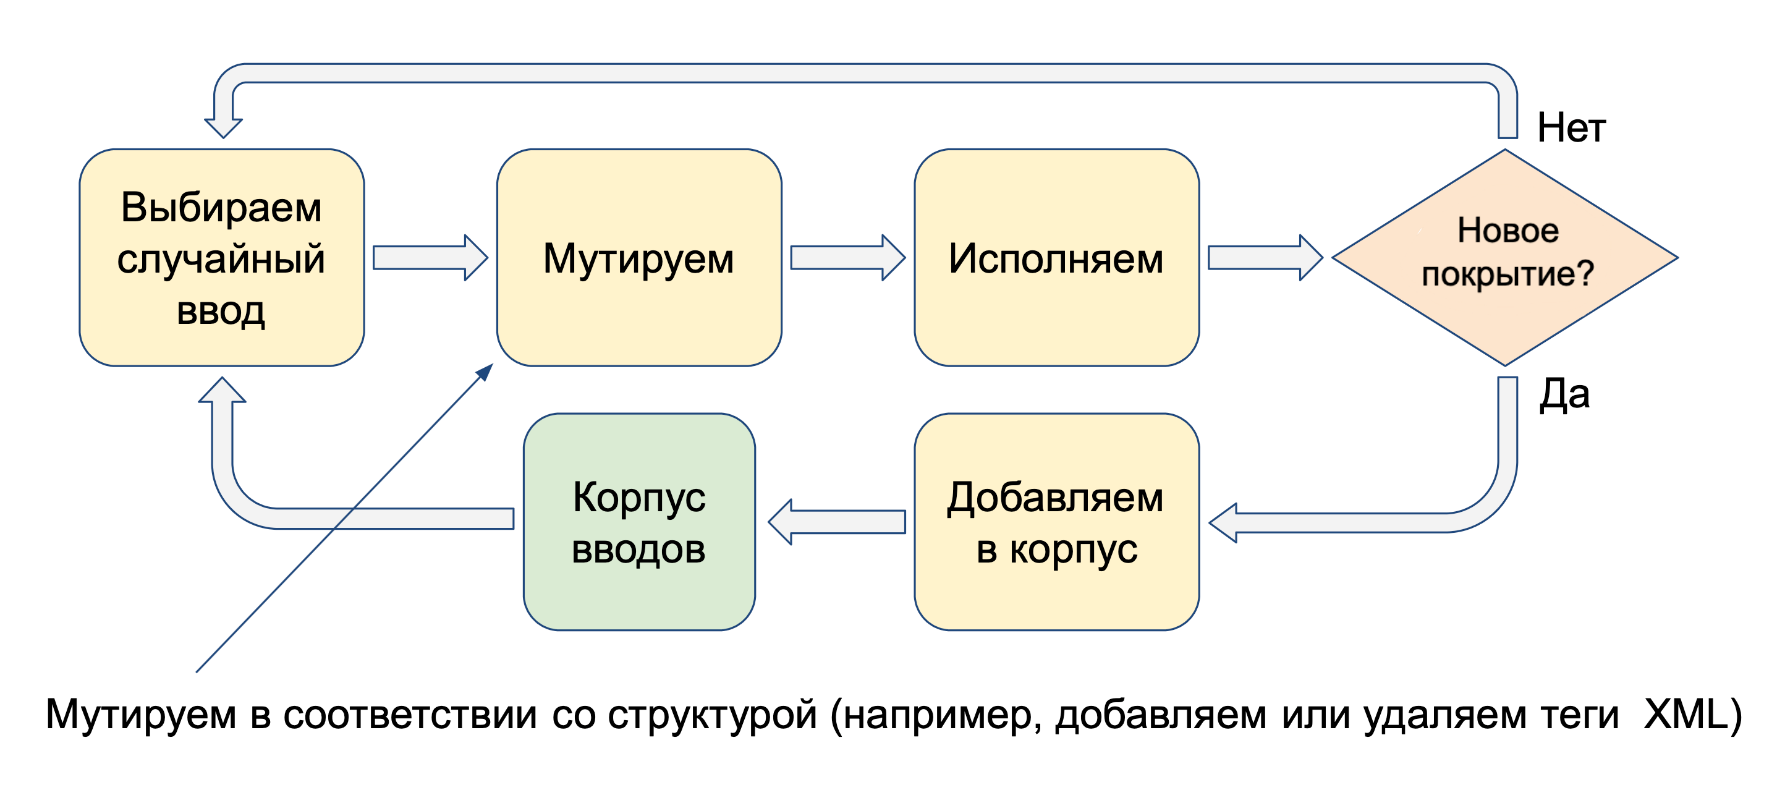 Нет
Выбираем
случайный
ввод
Мутируем
Исполняем
Новое
покрытие?
Да
Корпус
вводов
Добавляем
в корпус
Мутируем в соответствии со структурой (например, добавляем или удаляем теги XML)